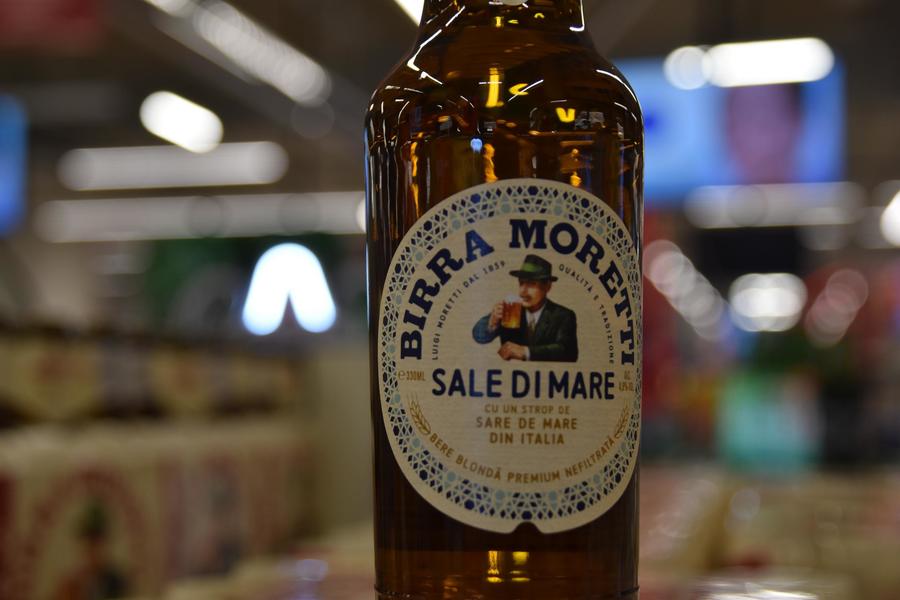 BIRRA MORETTI
LUIGI MORETTI DAL 1859
QUALITÀ E TRADIZIONE
℮330ML
SALE DI MARE
CU UN STROP DE
SARE DE MARE
DIN ITALIA
BERE BLONDĂ PREMIUM NEFILTRATĂ